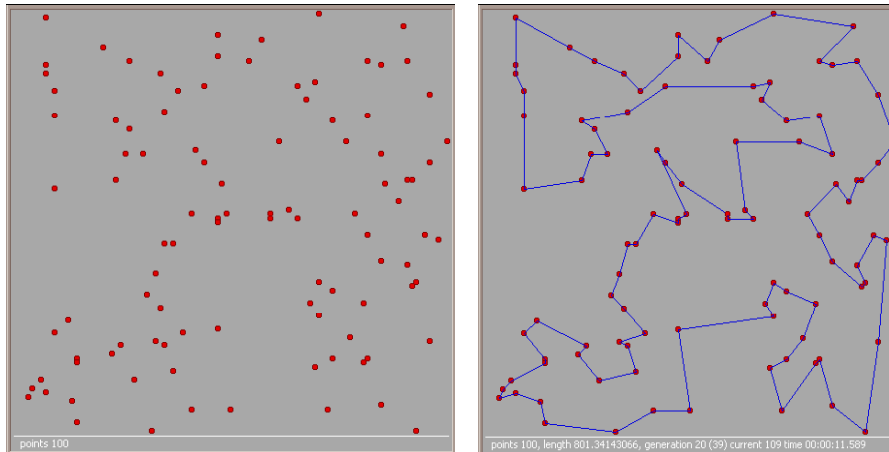 points 100
points 100, length 801.34143066, generation 20 (39) current 109 time 00:00:11.589